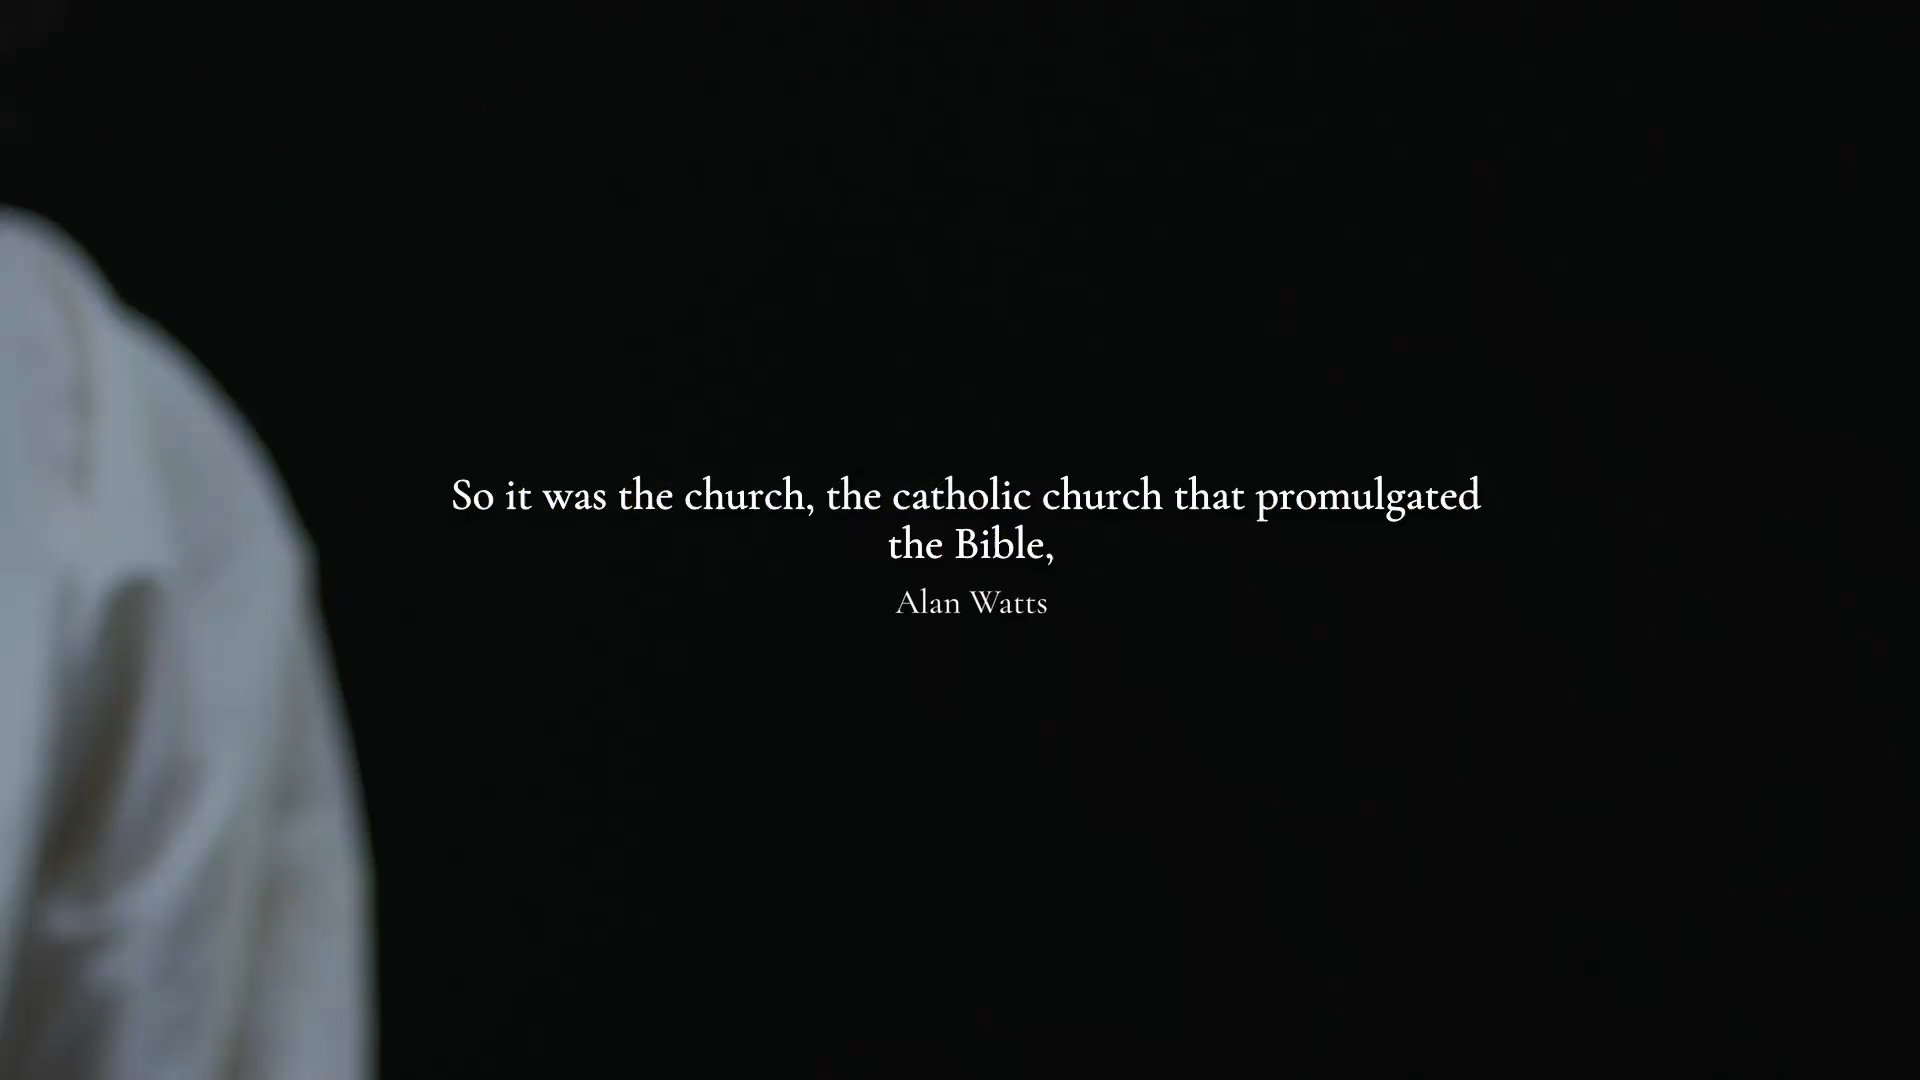 So it was the church, the catholic church that promulgated
the Bible,
Alan Watts